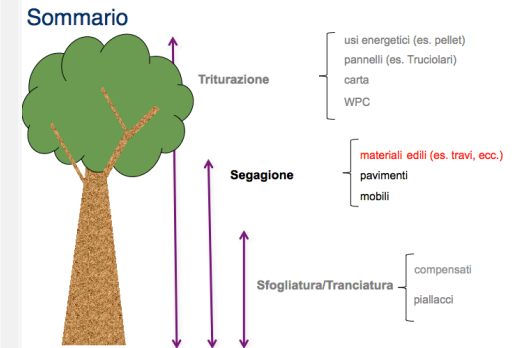 Sommario
Triturazione
usi energetici (es. pellet)
pannelli (es. Truciolari)
carta
WPC
Segagione
materiali edili (es. travi, ecc.)
pavimenti
mobili
Sfogliatura/Tranciatura
compensati
piallacci